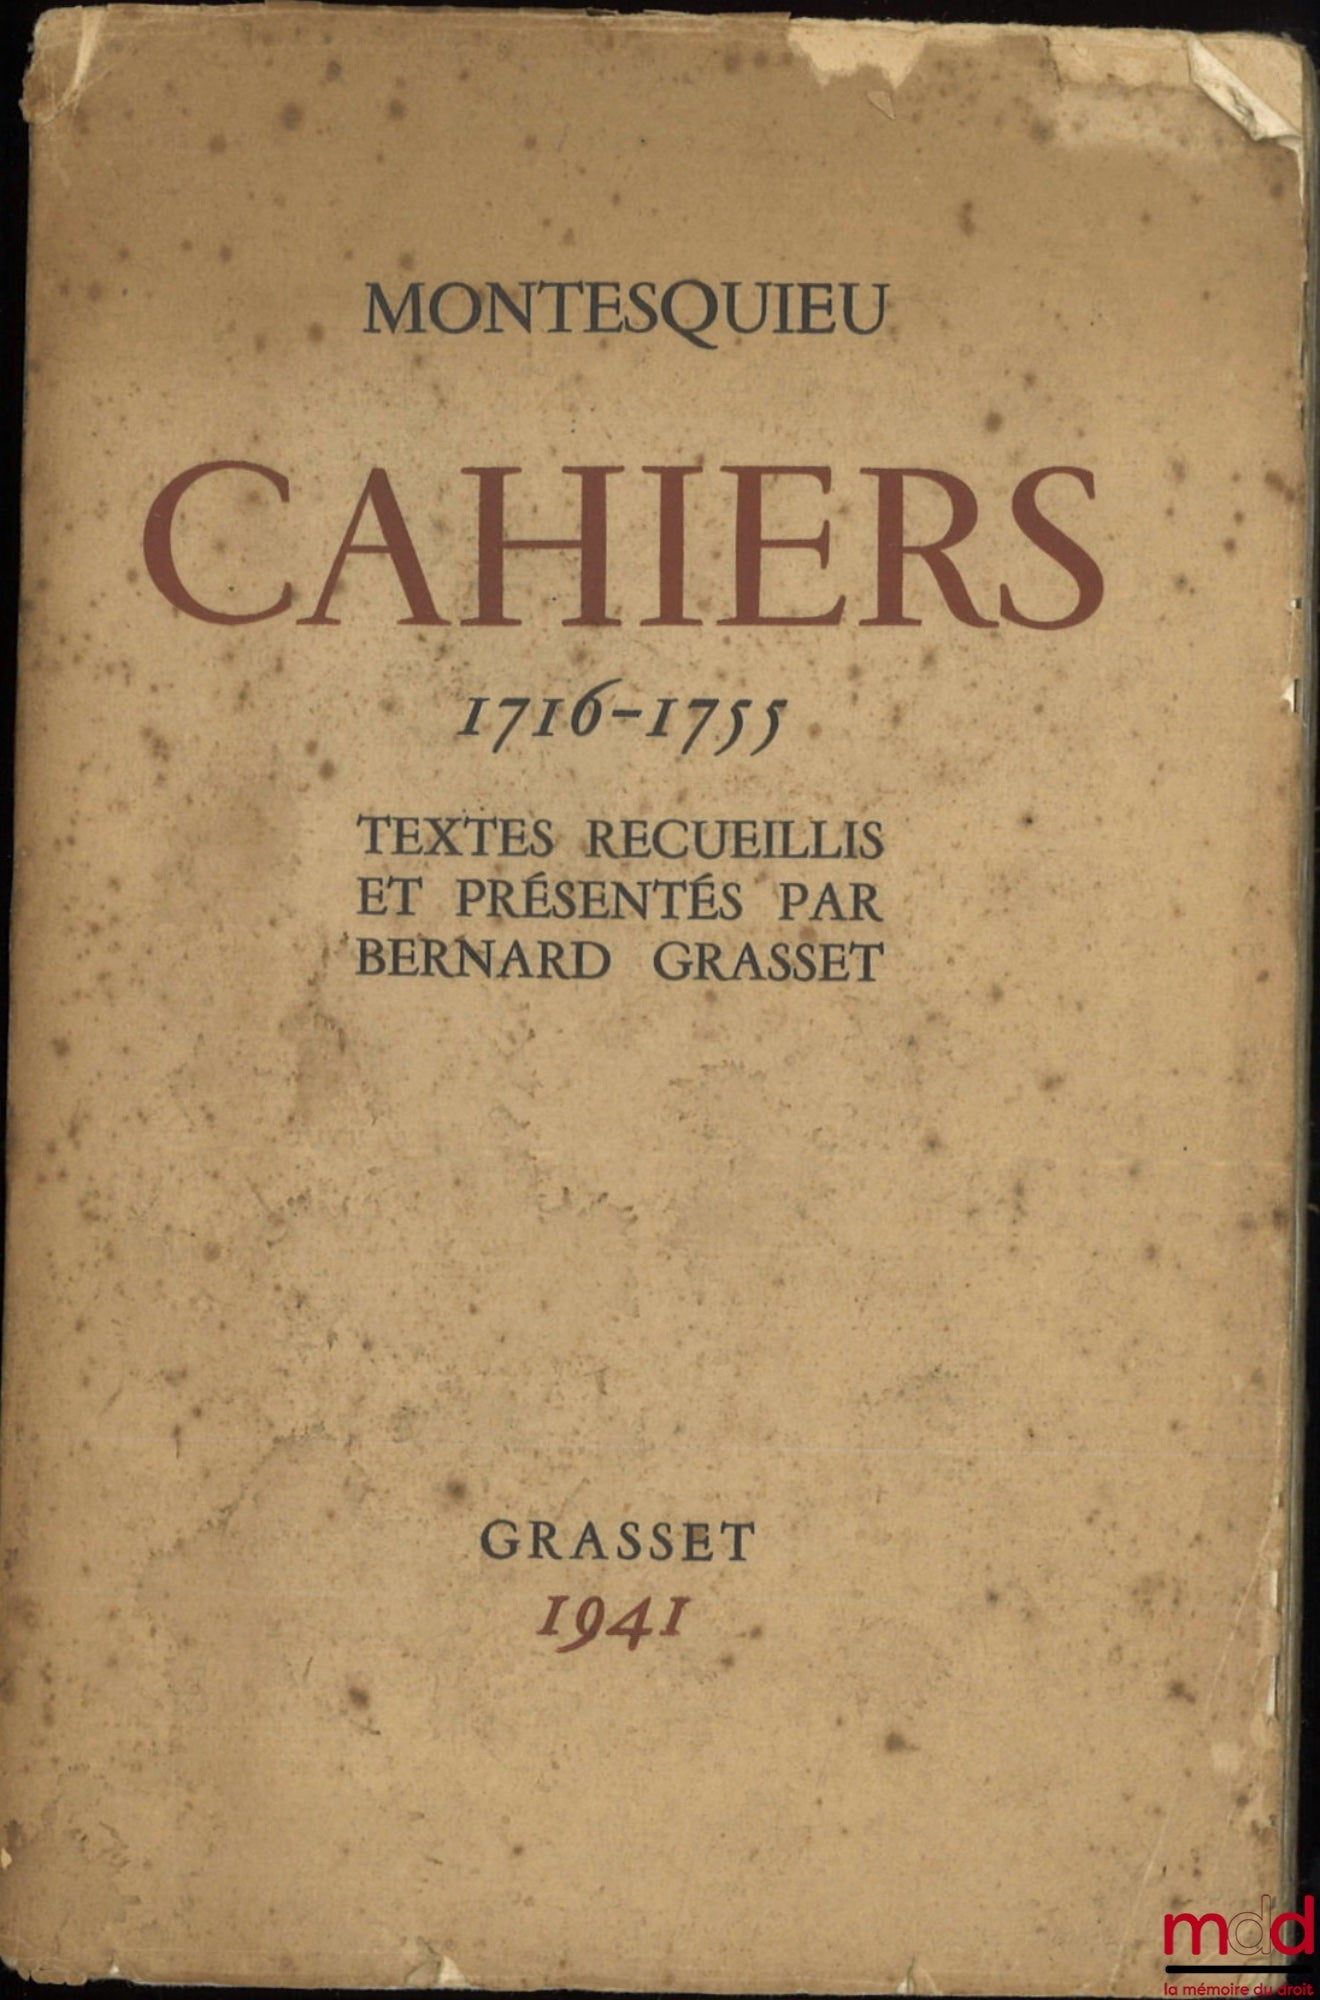 MONTESQUIEU
CAHIERS
1716-1755
TEXTES RECUEILLIS
ET PRÉSENTÉS PAR
BERNARD GRASSET
GRASSET
1941
mdd
la mémoire du droit